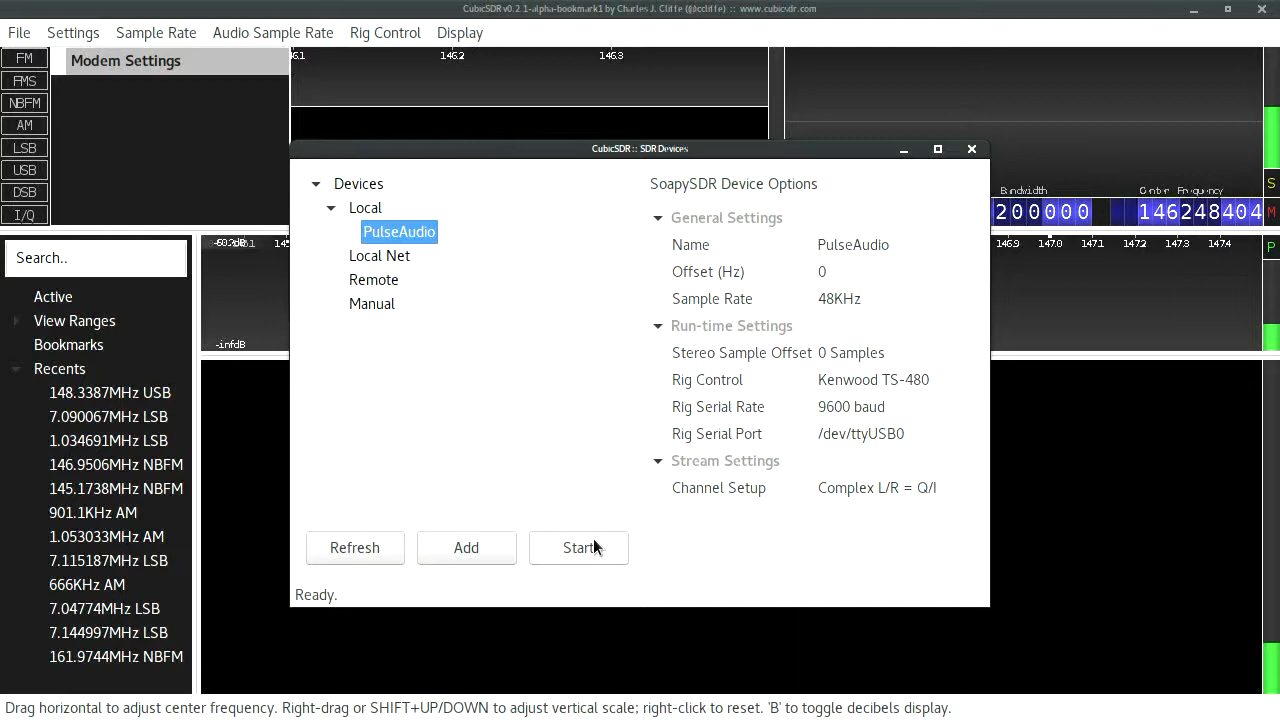 CubicSDR v0.2.1-alpha-bookmark1 by Charles J. Cliffe (@ccliffe) :: www.cubicsdr.com
File Settings Sample Rate Audio Sample Rate Rig Control Display
FM
FMS
NBFM
AM
LSB
USB
DSB
I/Q
Modem Settings
146.2 146.3
CubicSDR :: SDR Devices
Devices
Local
PulseAudio
Local Net
Remote
Manual
SoapySDR Device Options
General Settings
Name PulseAudio
Offset (Hz) 0
Sample Rate 48KHz
Run-time Settings
Stereo Sample Offset 0 Samples
Rig Control Kenwood TS-480
Rig Serial Rate 9600 baud
Rig Serial Port /dev/ttyUSB0
Stream Settings
Channel Setup Complex L/R = Q/I
Refresh Add Start
Ready.
Bandwidth Center Frequency
200000 146248404
S
M
P
146.9 147.0 147.1 147.2 147.3 147.4
-infdB
Search..
Active
View Ranges
Bookmarks
Recents
148.3387MHz USB
7.090067MHz LSB
1.034691MHz LSB
146.9506MHz NBFM
145.1738MHz NBFM
901.1KHz AM
1.053033MHz AM
7.115187MHz LSB
666KHz AM
7.04774MHz LSB
7.144997MHz LSB
161.9744MHz NBFM
Drag horizontal to adjust center frequency. Right-drag or SHIFT+UP/DOWN to adjust vertical scale; right-click to reset. 'B' to toggle decibels display.